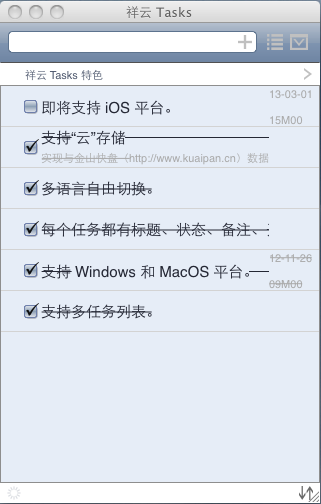 祥云 Tasks
祥云 Tasks 特色
即将支持 iOS 平台。
13-03-01
15M00
支持“云”存储
实现与金山快盘（http://www.kuaipan.cn）数据
多语言自由切换。
每个任务都有标题、状态、备注、
支持 Windows 和 MacOS 平台。
12-11-26
09M00
支持多任务列表。